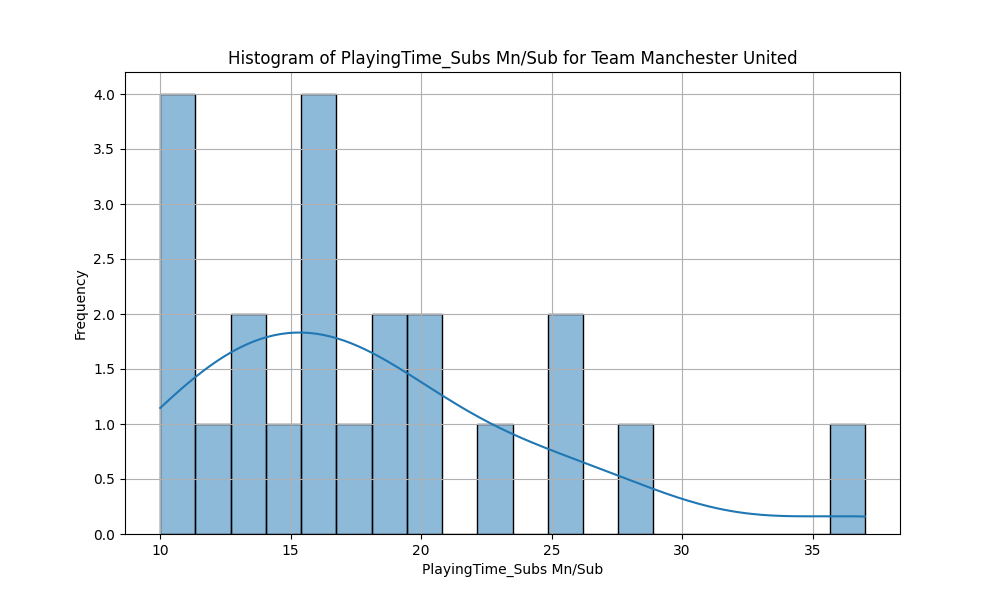 Histogram of PlayingTime_Subs Mn/Sub for Team Manchester United
4.0
3.5
3.0
2.5
2.0
1.5
1.0
0.5
0.0
Frequency
10 15 20 25 30 35
PlayingTime_Subs Mn/Sub